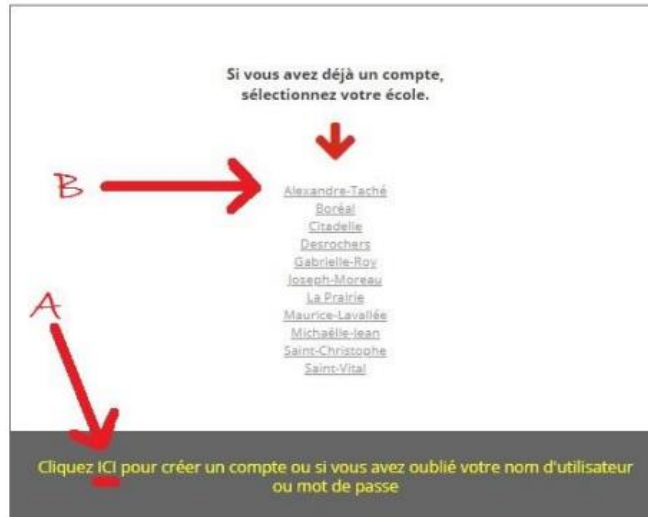 Si vous avez déjà un compte,
sélectionnez votre école.
B
Alexandre-Taché
Boréal
Citadelle
Desrochers
Gabrielle-Roy
Joseph-Moreau
La Prairie
Maurice-Lavallée
Michaëlle-Jean
Saint-Christophe
Saint-Vital
A
Cliquez ICI pour créer un compte ou si vous avez oublié votre nom d'utilisateur
ou mot de passe